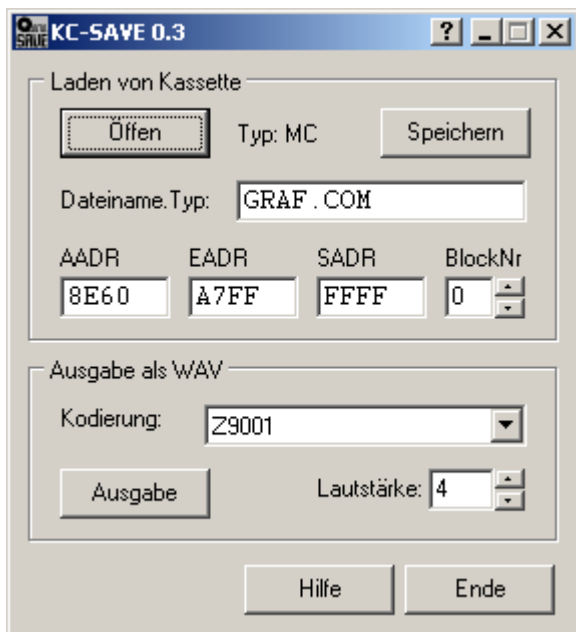 KC-SAVE 0.3
Laden von Kassette
Öffen Typ: MC Speichern
Dateiname.Typ: GRAF.COM
AADR EADR SADR BlockNr
8E60 A7FF FFFF 0
Ausgabe als WAV
Kodierung: Z9001
Ausgabe Lautstärke: 4
Hilfe Ende